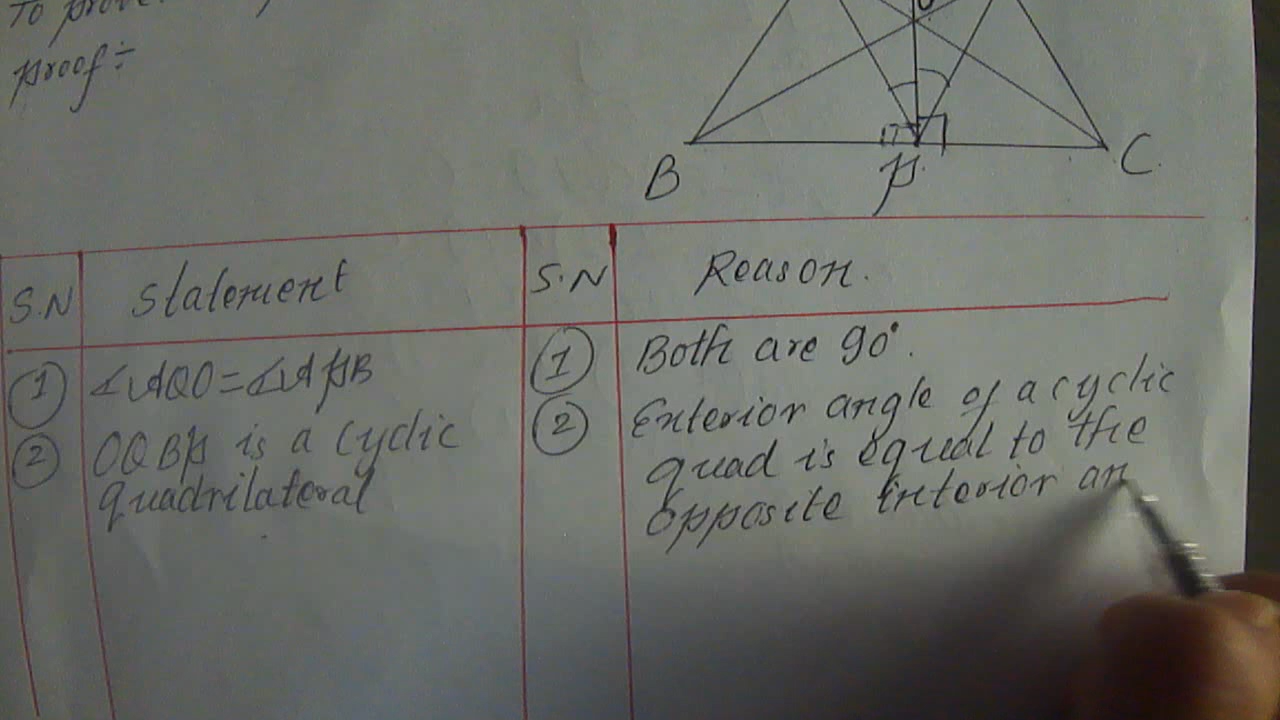 To prove:
proof÷
O
B
P
C.
S.N Statement S.N Reason.
1 ∠AQO=∠APB 1 Both are 90°.
2 OQBP is a cyclic 2 Exterior angle of a cyclic
quadrilateral quad is equal to the
opposite interior an